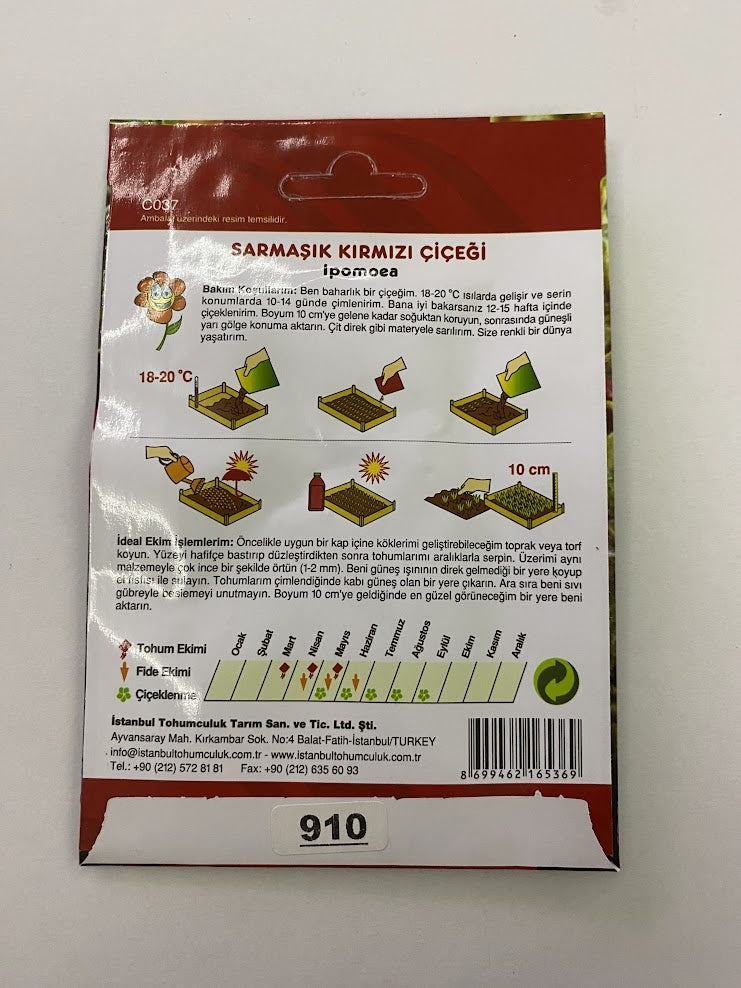 C037
Ambalaj üzerindeki resim temsilidir.
SARMAŞIK KIRMIZI ÇİÇEĞİ
ipomoea
Bakım Koşullarım: Ben baharlık bir çiçeğim. 18-20 °C ısılarda gelişir ve serin
konumlarda 10-14 günde çimlenirim. Bana iyi bakarsanız 12-15 hafta içinde
çiçeklenirim. Boyum 10 cm'ye gelene kadar soğuktan koruyun, sonrasında güneşli
yarı gölge konuma aktarın. Çit direk gibi materyele sarılırım. Size renkli bir dünya
yaşatırım.
18-20 °C
10 cm
İdeal Ekim İşlemlerim: Öncelikle uygun bir kap içine köklerimi geliştirebileceğim toprak veya torf
koyun. Yüzeyi hafifçe bastırıp düzleştirdikten sonra tohumlarımı aralıklarla serpin. Üzerimi aynı
malzemeyle çok ince bir şekilde örtün (1-2 mm). Beni güneş ışınının direk gelmediği bir yere koyup
el fısfısı ile sulayın. Tohumlarım çimlendiğinde kabı güneş olan bir yere çıkarın. Ara sıra beni sıvı
gübreyle beslemeyi unutmayın. Boyum 10 cm'ye geldiğinde en güzel görüneceğim bir yere beni
aktarın.
Ocak Şubat Mart Nisan Mayıs Haziran Temmuz Ağustos Eylül Ekim Kasım Aralık
Tohum Ekimi
Fide Ekimi
Çiçeklenme
İstanbul Tohumculuk Tarım San. ve Tic. Ltd. Şti.
Ayvansaray Mah. Kırkambar Sok. No:4 Balat-Fatih-İstanbul/TURKEY
info@istanbultohumculuk.com.tr - www.istanbultohumculuk.com.tr
Tel.: +90 (212) 572 81 81 Fax: +90 (212) 635 60 93
8 699462 165369
910